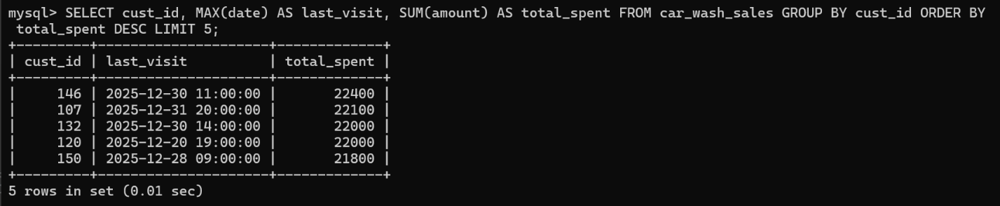 mysql> SELECT cust_id, MAX(date) AS last_visit, SUM(amount) AS total_spent FROM car_wash_sales GROUP BY cust_id ORDER BY
 total_spent DESC LIMIT 5;
+---------+---------------------+-------------+
| cust_id | last_visit          | total_spent |
+---------+---------------------+-------------+
|     146 | 2025-12-30 11:00:00 |       22400 |
|     107 | 2025-12-31 20:00:00 |       22100 |
|     132 | 2025-12-30 14:00:00 |       22000 |
|     120 | 2025-12-20 19:00:00 |       22000 |
|     150 | 2025-12-28 09:00:00 |       21800 |
+---------+---------------------+-------------+
5 rows in set (0.01 sec)